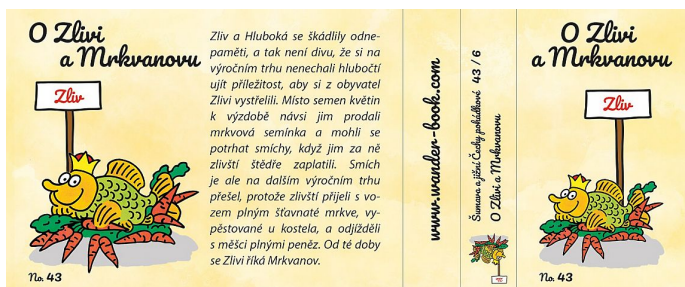 O Zlivi
a Mrkvanovu
Zliv
No. 43
Zliv a Hluboká se škádlily odne-
paměti, a tak není divu, že si na
výročním trhu nenechali hlubočtí
ujít příležitost, aby si z obyvatel
Zlivi vystřelili. Místo semen květin
k výzdobě návsi jim prodali
mrkvová semínka a mohli se
potrhat smíchy, když jim za ně
zlivští štědře zaplatili. Smích
je ale na dalším výročním trhu
přešel, protože zlivští přijeli s vo-
zem plným šťavnaté mrkve, vy-
pěstované u kostela, a odjížděli
s měšci plnými peněz. Od té doby
se Zlivi říká Mrkvanov.
www.wander-book.com
Šumava a jižní Čechy pohádkové 43 / 6
O Zlivi a Mrkvanovu
Zliv
O Zlivi
a Mrkvanovu
Zliv
No. 43